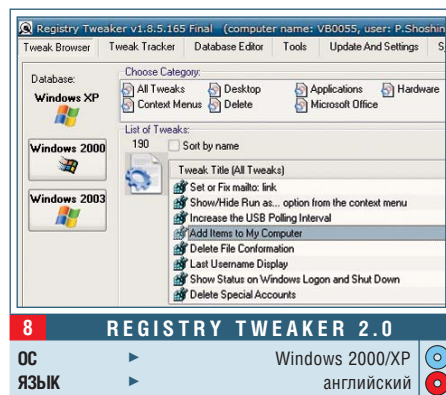 Registry Tweaker v1.8.5.165 Final (computer name: VB0055, user: P.Shoshin
Tweak Browser Tweak Tracker Database Editor Tools Update And Settings S
Database:
Windows XP
Windows 2000
Windows 2003
Choose Category:
All Tweaks Desktop Applications Hardware
Context Menus Delete Microsoft Office
List of Tweaks:
190 Sort by name
Tweak Title (All Tweaks)
Set or Fix mailto: link
Show/Hide Run as... option from the context menu
Increase the USB Polling Interval
Add Items to My Computer
Delete File Conformation
Last Username Display
Show Status on Windows Logon and Shut Down
Delete Special Accounts
8 REGISTRY TWEAKER 2.0
ОС Windows 2000/XP
ЯЗЫК английский